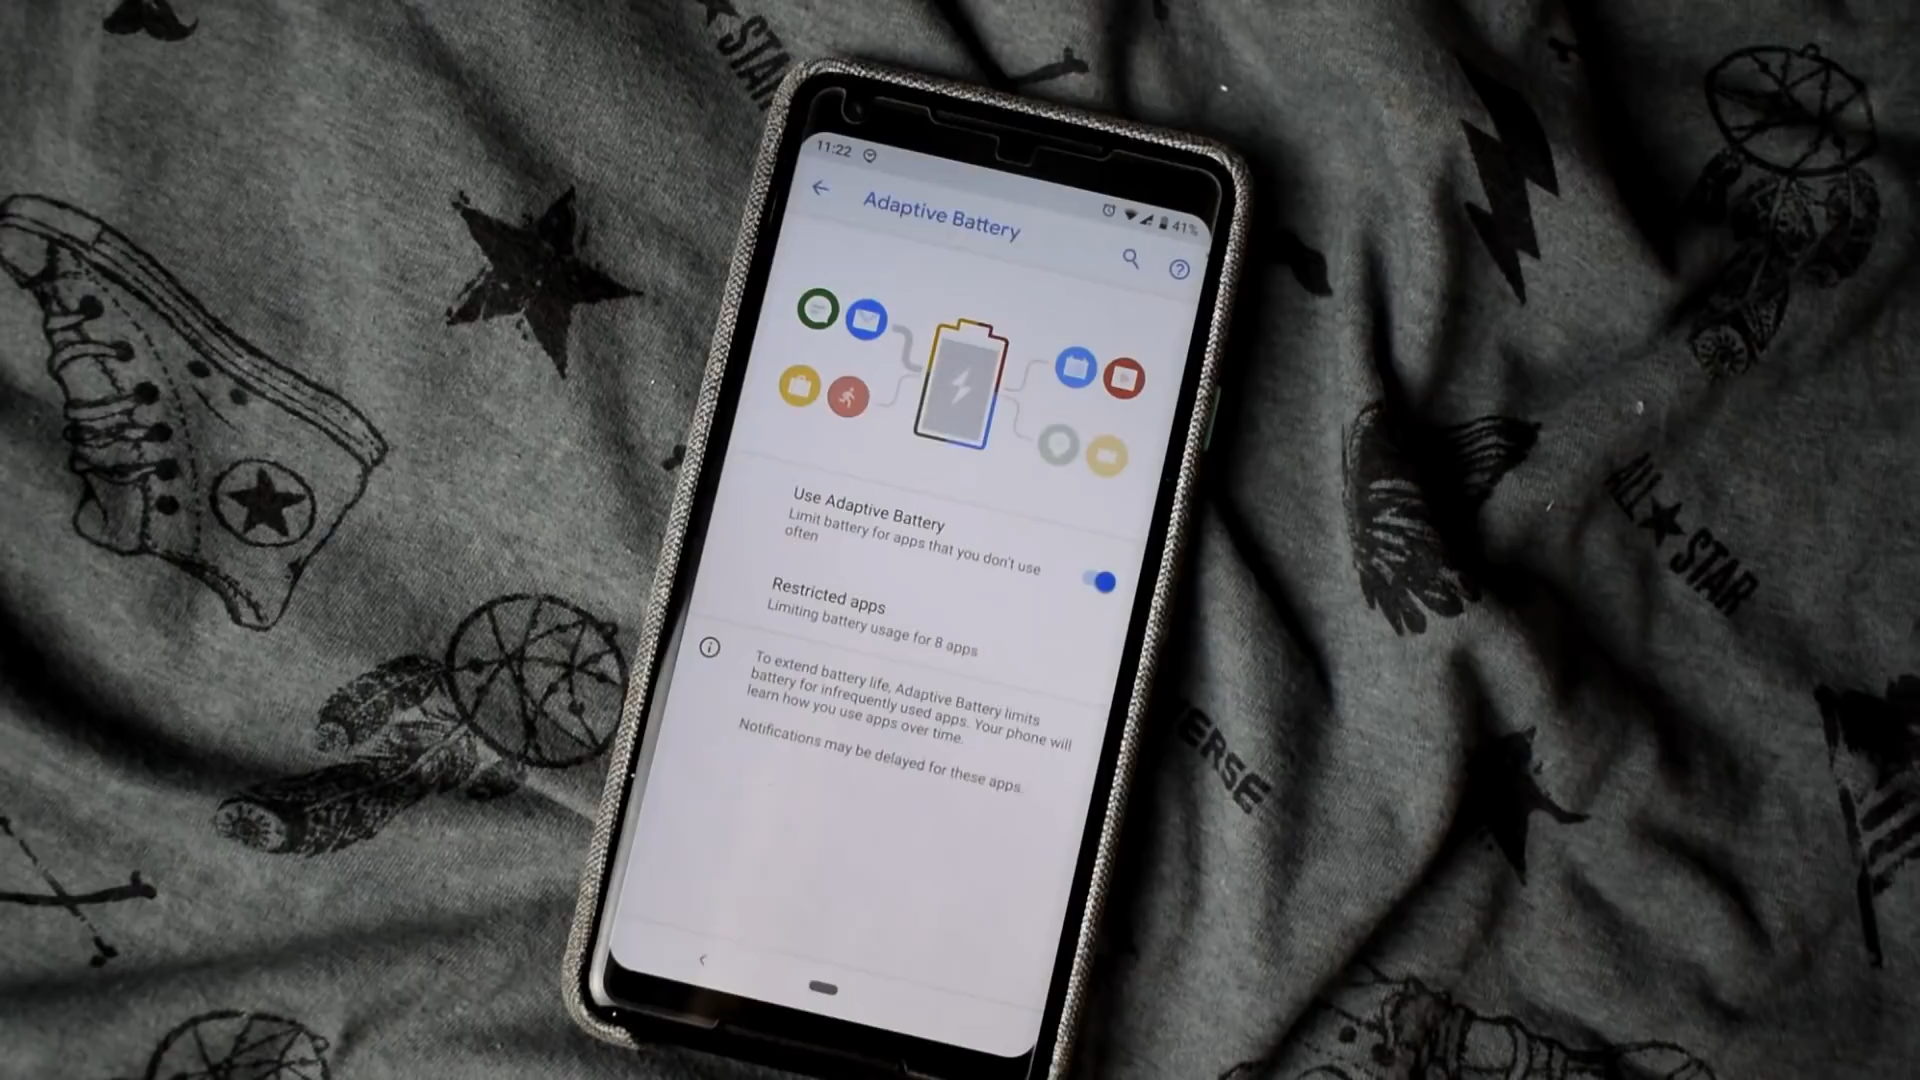 STAR
11:22
41%
Adaptive Battery
Use Adaptive Battery
Limit battery for apps that you don't use
often
Restricted apps
Limiting battery usage for 8 apps
To extend battery life, Adaptive Battery limits
battery for infrequently used apps. Your phone will
learn how you use apps over time.
Notifications may be delayed for these apps.
ALL★STAR
ERSE